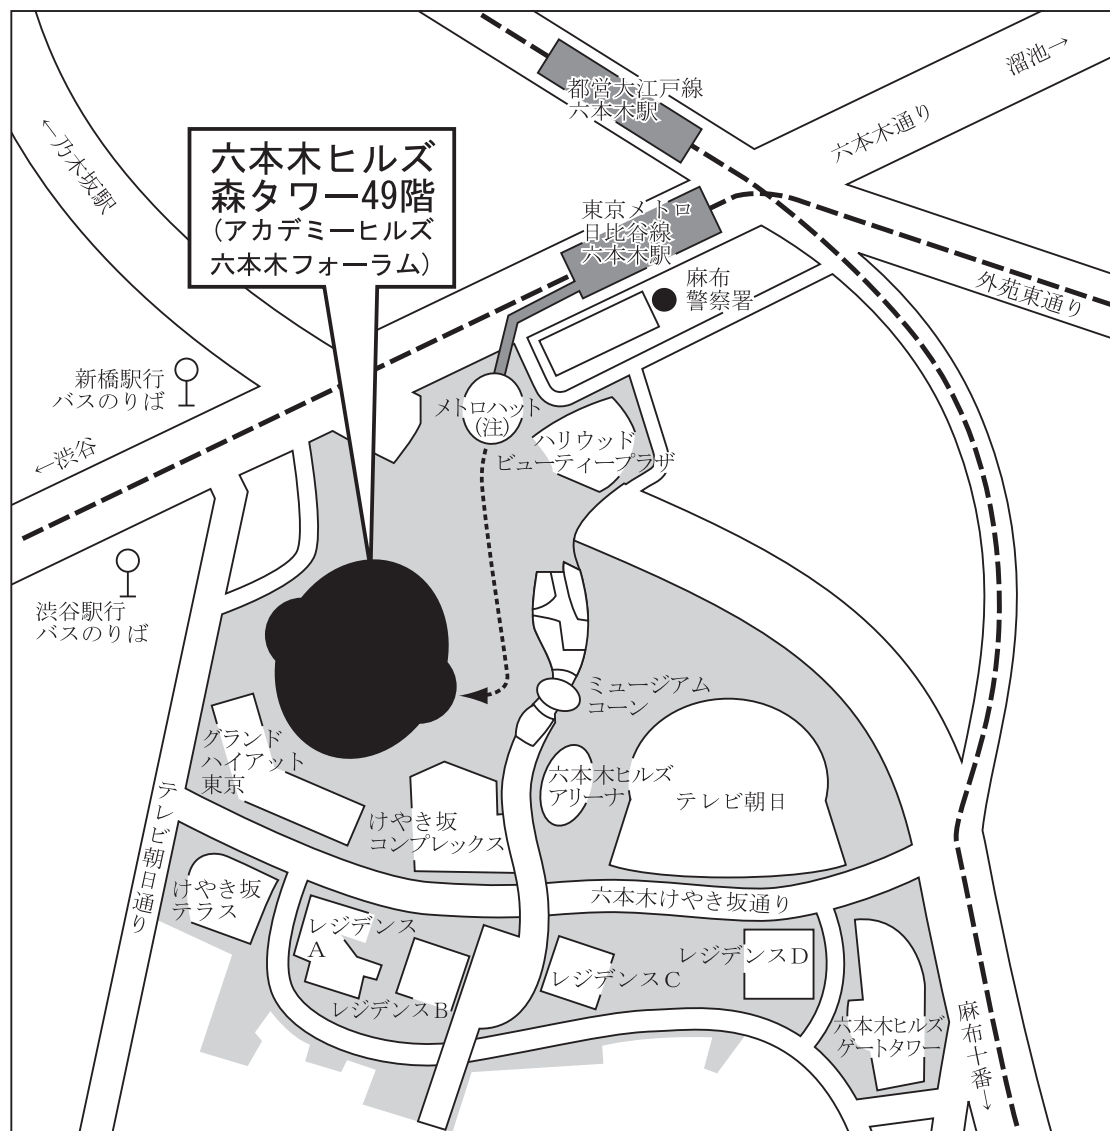 都営大江戸線
六本木駅
溜池→
六本木通り
←乃木坂駅
六本木ヒルズ
森タワー49階
(アカデミーヒルズ
六本木フォーラム)
東京メトロ
日比谷線
六本木駅
麻布
警察署
外苑東通り
新橋駅行
バスのりば
メトロハット
(注)
←渋谷
ハリウッド
ビューティープラザ
渋谷駅行
バスのりば
ミュージアム
コーン
グランド
ハイアット
東京
六本木ヒルズ
アリーナ
テレビ朝日
けやき坂
コンプレックス
テレビ朝日通り
けやき坂
テラス
六本木けやき坂通り
レジデンス
A
レジデンスB
レジデンスC
レジデンスD
六本木ヒルズ
ゲートタワー
麻布十番→